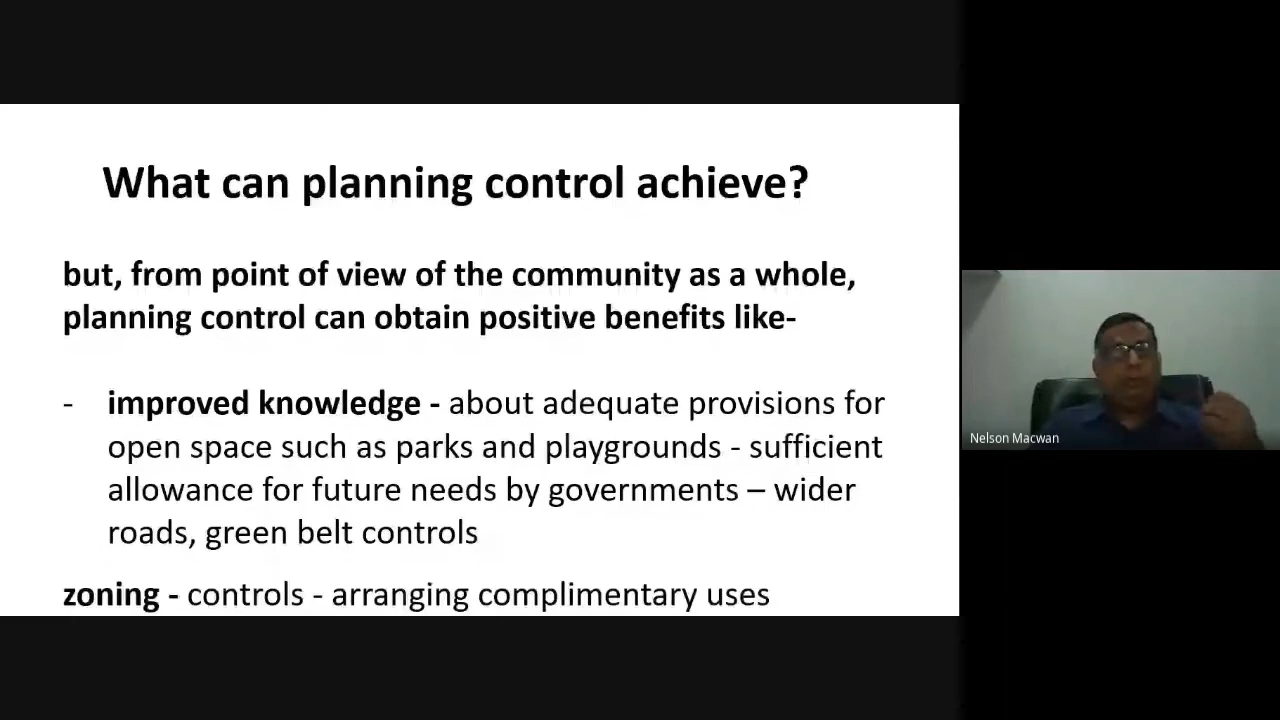 What can planning control achieve?
but, from point of view of the community as a whole,
planning control can obtain positive benefits like-
- improved knowledge - about adequate provisions for
open space such as parks and playgrounds - sufficient
allowance for future needs by governments – wider
roads, green belt controls
zoning - controls - arranging complimentary uses
Nelson Macwan